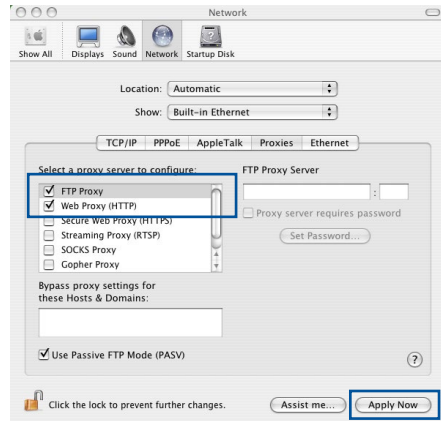 Network
Show All Displays Sound Network Startup Disk
Location: Automatic
Show: Built-in Ethernet
TCP/IP PPPoE AppleTalk Proxies Ethernet
Select a proxy server to configure:
FTP Proxy
Web Proxy (HTTP)
Secure Web Proxy (HTTPS)
Streaming Proxy (RTSP)
SOCKS Proxy
Gopher Proxy
FTP Proxy Server
:
Proxy server requires password
Set Password...
Bypass proxy settings for
these Hosts & Domains:
Use Passive FTP Mode (PASV)
?
Click the lock to prevent further changes.
Assist me...
Apply Now